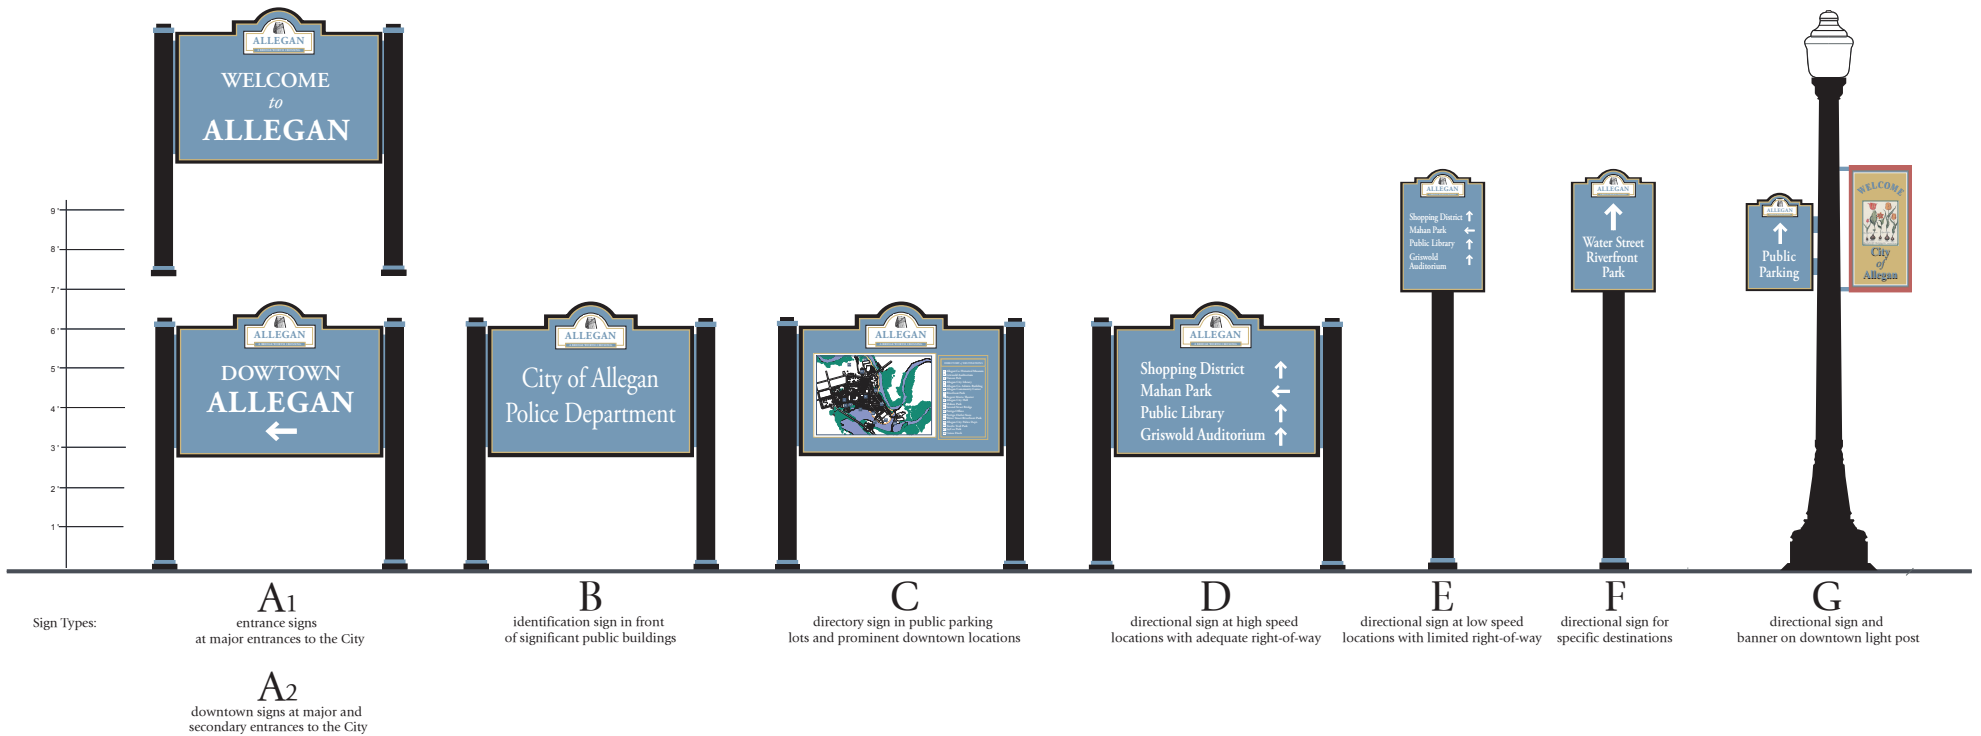 ALLEGAN
WELCOME
to
ALLEGAN
9'
8'
7'
6'
5'
4'
3'
2'
1'
ALLEGAN
DOWTOWN
ALLEGAN
ALLEGAN
City of Allegan
Police Department
ALLEGAN
ALLEGAN
Shopping District
Mahan Park
Public Library
Griswold Auditorium
ALLEGAN
Shopping District
Mahan Park
Public Library
Griswold
Auditorium
ALLEGAN
Water Street
Riverfront
Park
ALLEGAN
Public
Parking
WELCOME
City
of
Allegan
Sign Types:
A1
entrance signs
at major entrances to the City
A2
downtown signs at major and
secondary entrances to the City
B
identification sign in front
of significant public buildings
C
directory sign in public parking
lots and prominent downtown locations
D
directional sign at high speed
locations with adequate right-of-way
E
directional sign at low speed
locations with limited right-of-way
F
directional sign for
specific destinations
G
directional sign and
banner on downtown light post